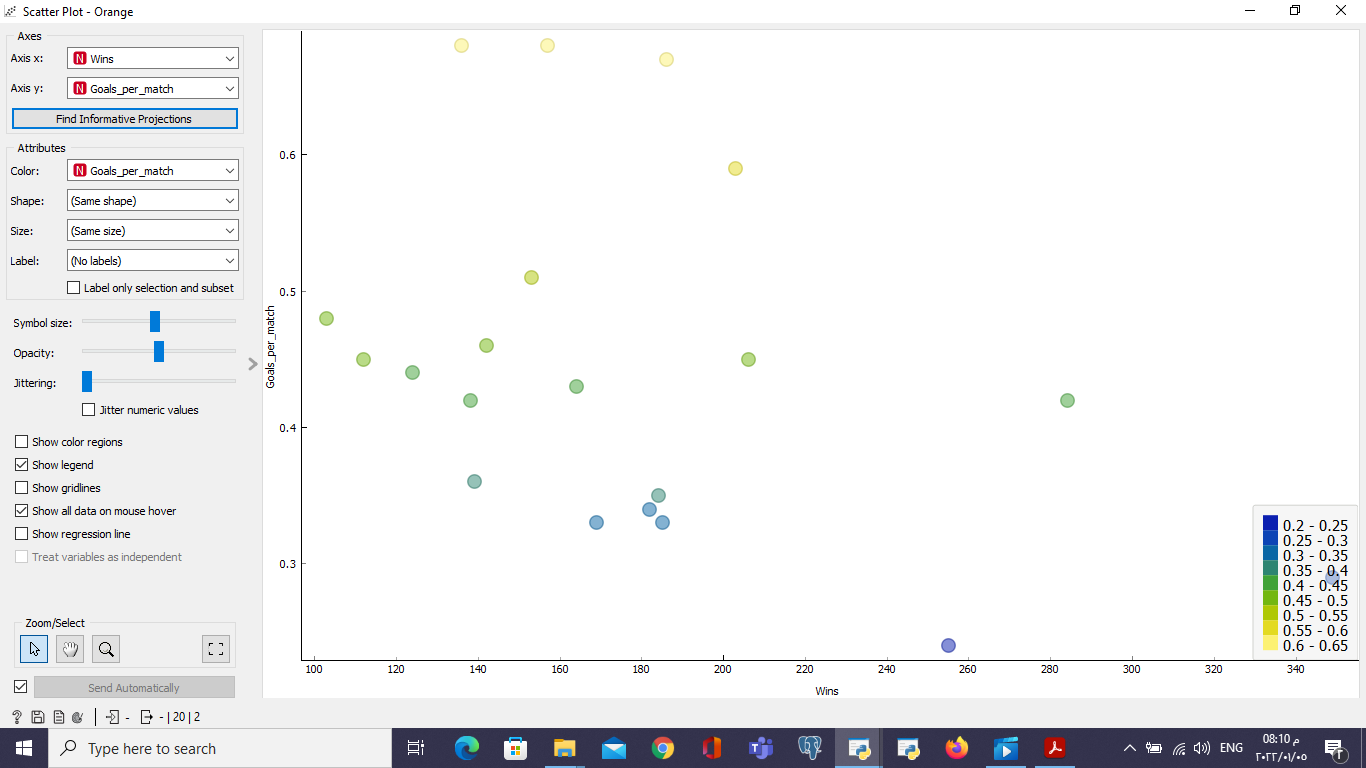 Scatter Plot - Orange
Axes
Axis x: N Wins
Axis y: N Goals_per_match
Find Informative Projections
Attributes
Color: N Goals_per_match
Shape: (Same shape)
Size: (Same size)
Label: (No labels)
Label only selection and subset
Symbol size:
Opacity:
Jittering:
Jitter numeric values
Show color regions
Show legend
Show gridlines
Show all data on mouse hover
Show regression line
Treat variables as independent
Zoom/Select
Send Automatically
? - - | 20 | 2
Goals_per_match
0.6
0.5
0.4
0.3
100 120 140 160 180 200 220 240 260 280 300 320 340
Wins
0.2 - 0.25
0.25 - 0.3
0.3 - 0.35
0.35 - 0.4
0.4 - 0.45
0.45 - 0.5
0.5 - 0.55
0.55 - 0.6
0.6 - 0.65
Type here to search
ENG
08:10 م
٢٠٢٢/٠١/٠٥